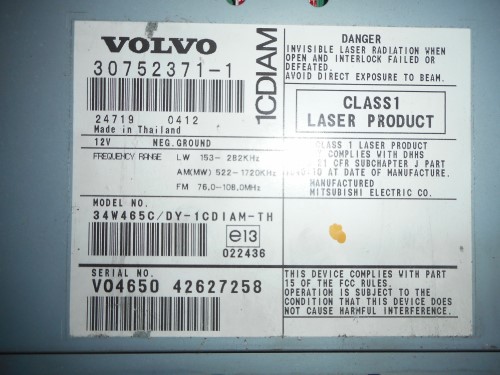 VOLVO
30752371-1
24719 0412
Made in Thailand
12V NEG.GROUND
FREQUENCY RANGE LW 153- 282KHz
AM(MW) 522-1720KHz
FM 76.0-108.0MHz
MODEL NO.
34W465C/DY-1CDIAM-TH
e13
022436
SERIAL NO.
VO4650 42627258
1CDIAM
DANGER
INVISIBLE LASER RADIATION WHEN
OPEN AND INTERLOCK FAILED OR
DEFEATED.
AVOID DIRECT EXPOSURE TO BEAM.
CLASS1
LASER PRODUCT
CLASS 1 LASER PRODUCT
COMPLIES WITH DHHS
21 CFR SUBCHAPTER J PART
AT DATE OF MANUFACTURE.
MANUFACTURED
MITSUBISHI ELECTRIC CO.
THIS DEVICE COMPLIES WITH PART
15 OF THE FCC RULES.
OPERATION IS SUBJECT TO THE
CONDITION THAT THIS DEVICE DOES
NOT CAUSE HARMFUL INTERFERENCE.